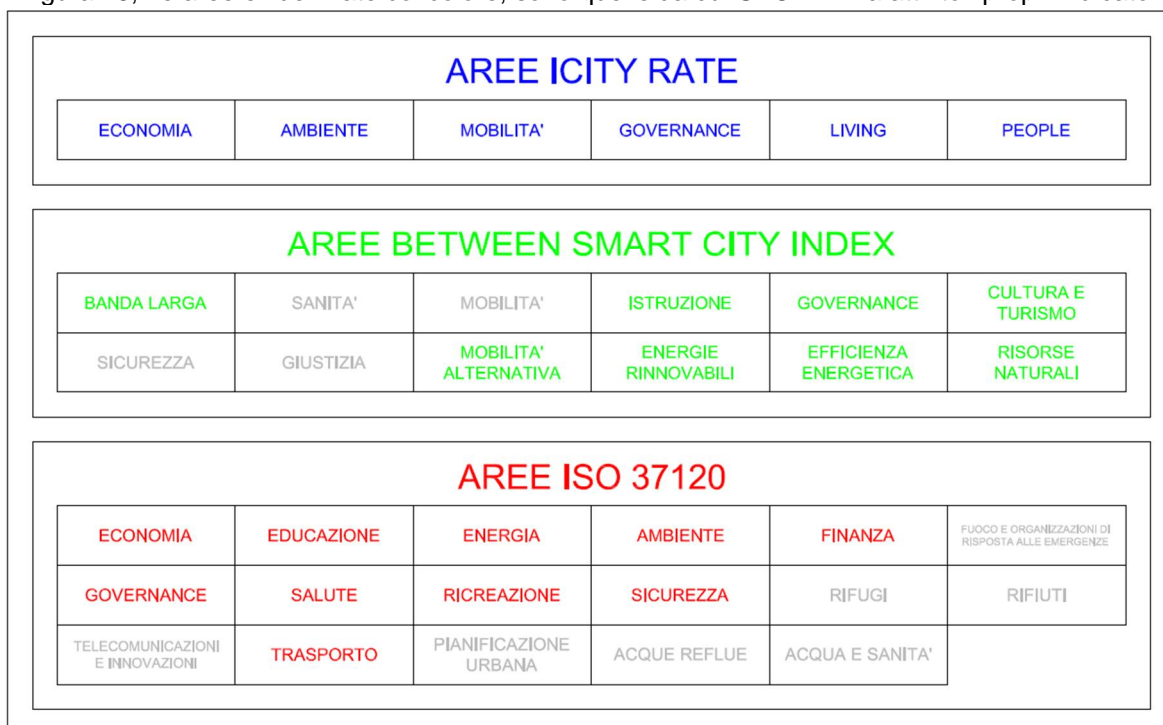 AREE ICITY RATE
ECONOMIA AMBIENTE MOBILITA' GOVERNANCE LIVING PEOPLE
AREE BETWEEN SMART CITY INDEX
BANDA LARGA SANITA' MOBILITA' ISTRUZIONE GOVERNANCE CULTURA E TURISMO
SICUREZZA GIUSTIZIA MOBILITA' ALTERNATIVA ENERGIE RINNOVABILI EFFICIENZA ENERGETICA RISORSE NATURALI
AREE ISO 37120
ECONOMIA EDUCAZIONE ENERGIA AMBIENTE FINANZA FUOCO E ORGANIZZAZIONI DI RISPOSTA ALLE EMERGENZE
GOVERNANCE SALUTE RICREAZIONE SICUREZZA RIFUGI RIFIUTI
TELECOMUNICAZIONI E INNOVAZIONI TRASPORTO PIANIFICAZIONE URBANA ACQUE REFLUE ACQUA E SANITA'